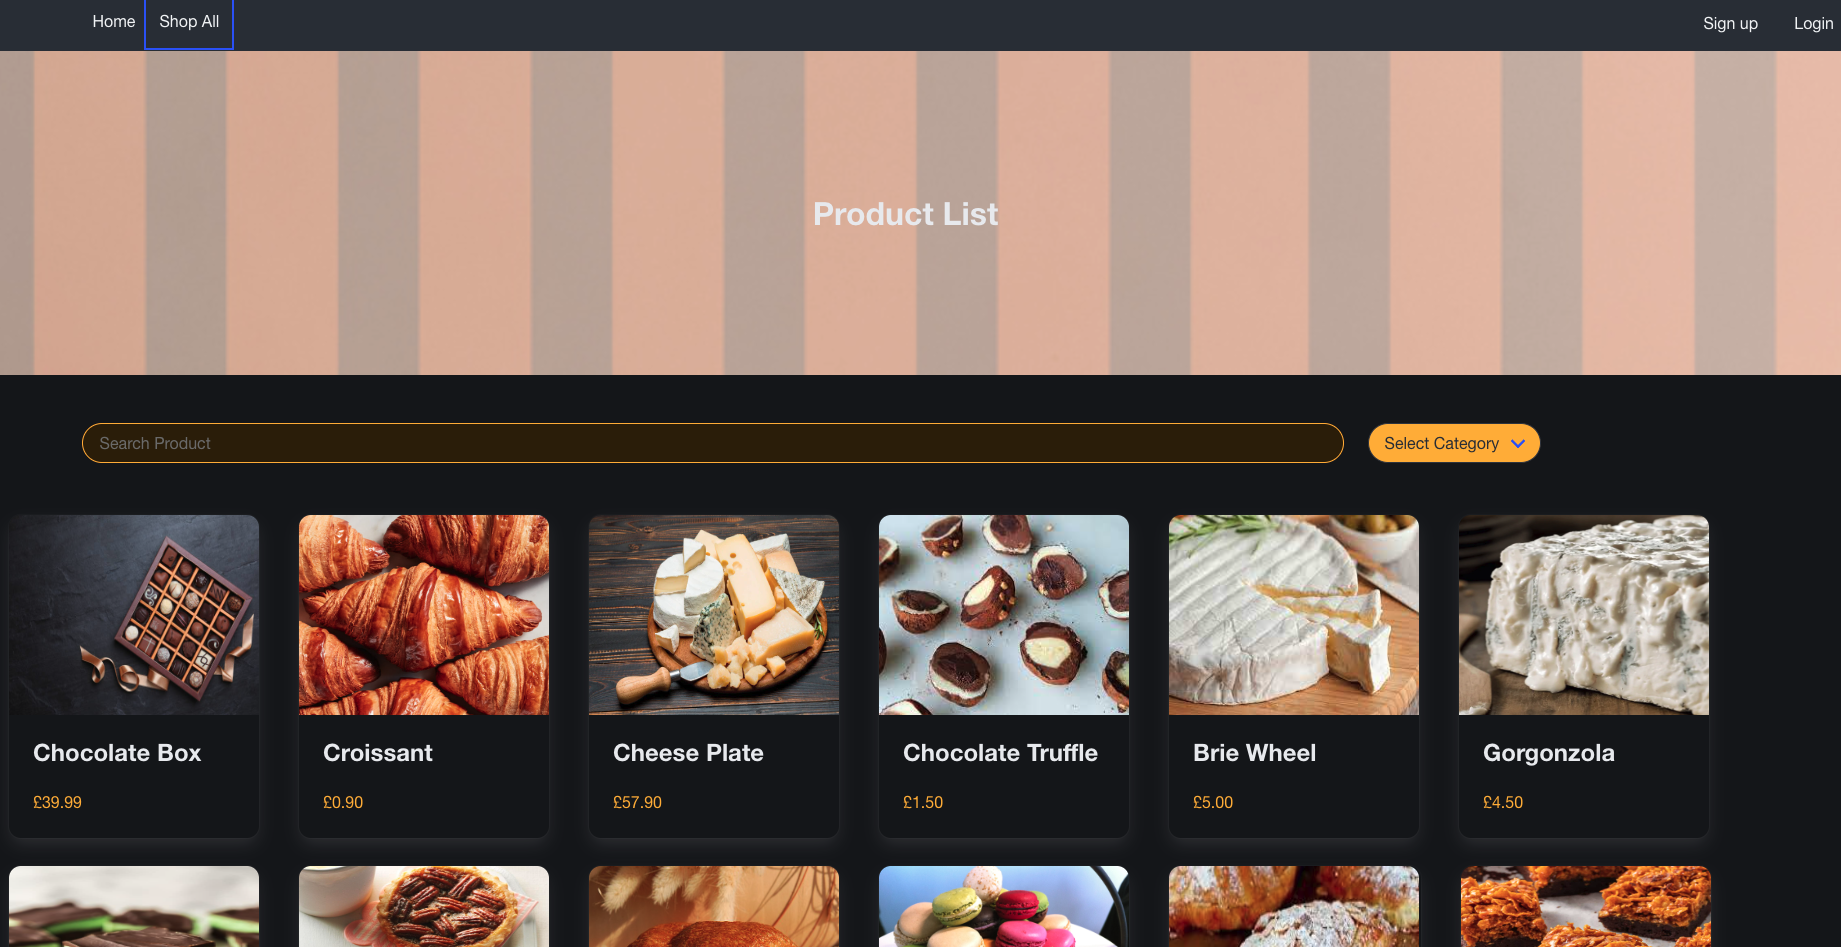 Home Shop All Sign up Login
Product List
Search Product Select Category
Chocolate Box Croissant Cheese Plate Chocolate Truffle Brie Wheel Gorgonzola
£39.99 £0.90 £57.90 £1.50 £5.00 £4.50